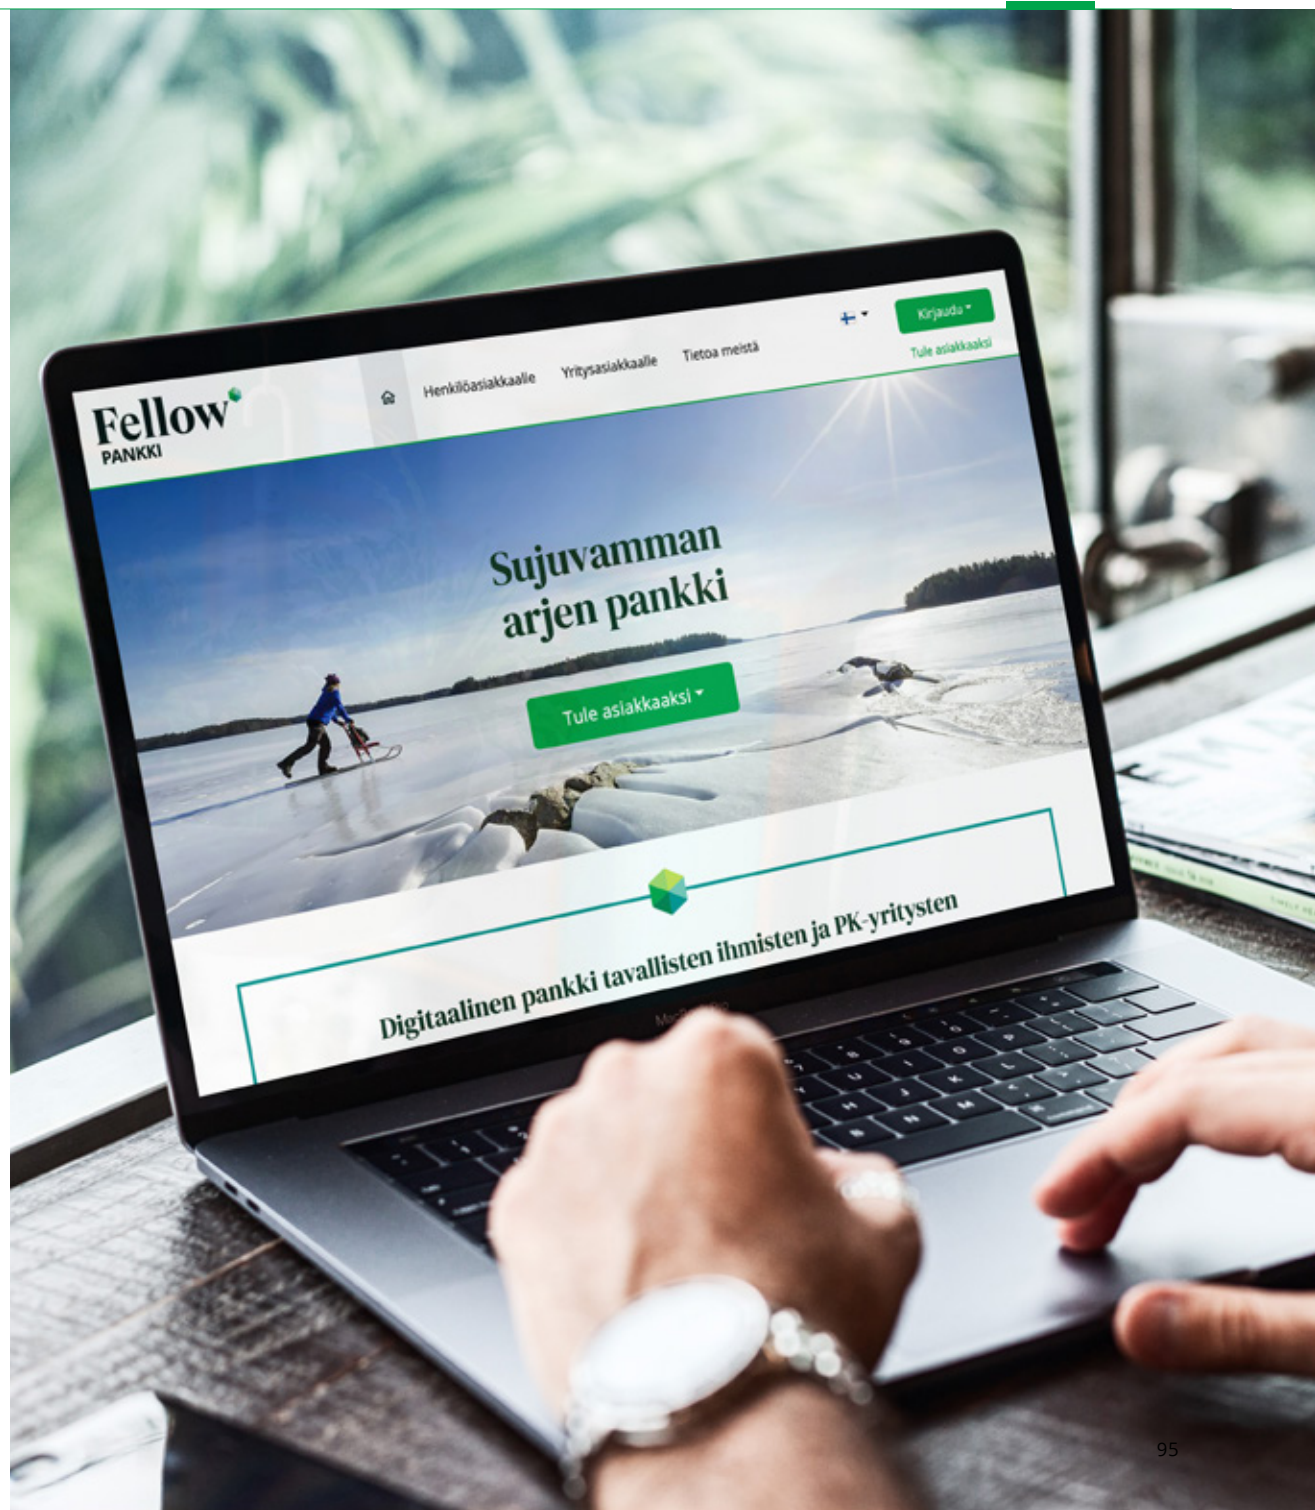 Fellow
PANKKI
Henkilöasiakkaalle
Yritysasiakkaalle
Tietoa meistä
Kirjaudu
Tule asiakkaaksi
Sujuvamman
arjen pankki
Tule asiakkaaksi
Digitaalinen pankki tavallisten ihmisten ja PK-yritysten
95